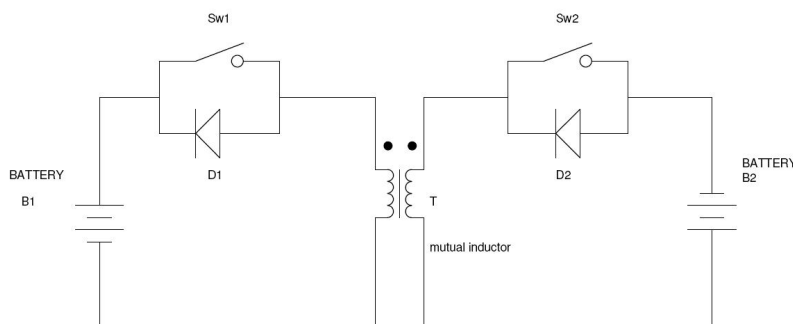 Sw1
Sw2
BATTERY
B1
D1
D2
BATTERY
B2
T
mutual inductor